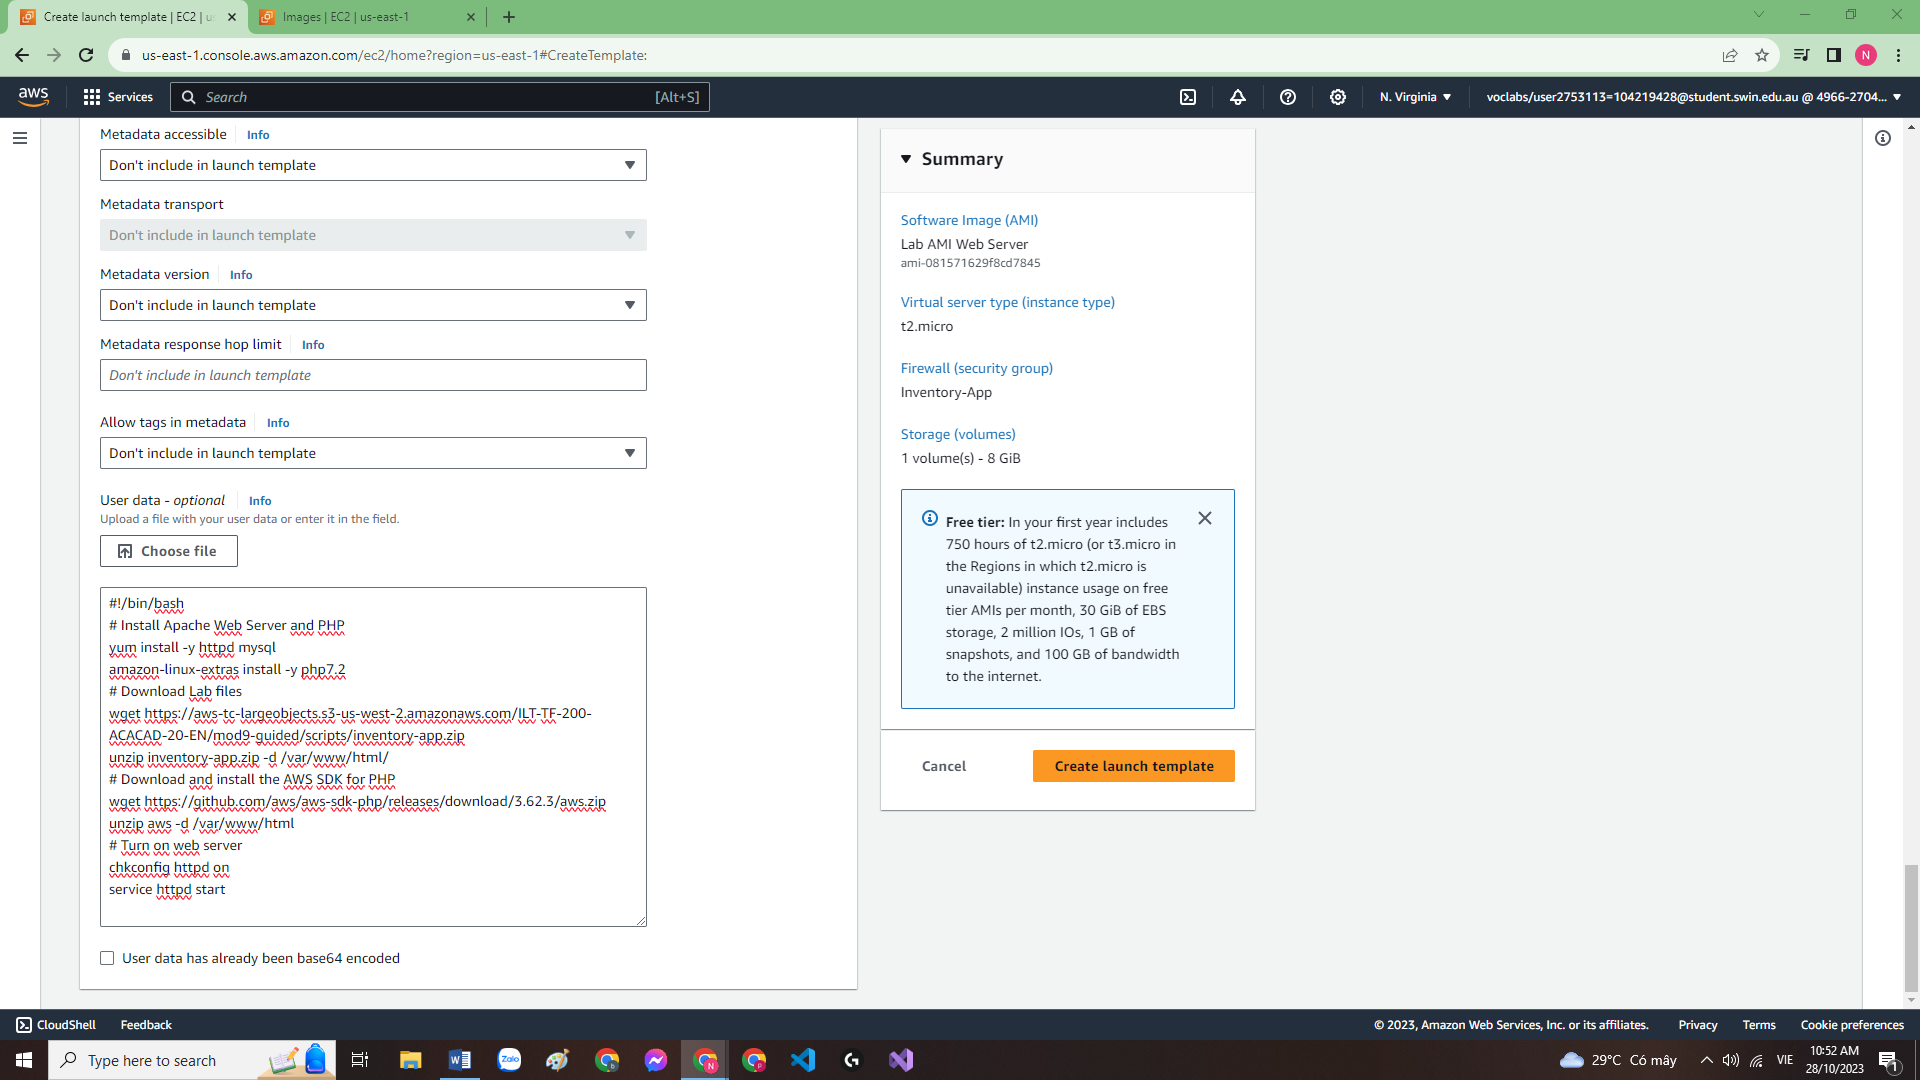 Create launch template | EC2 | us
Images | EC2 | us-east-1
us-east-1.console.aws.amazon.com/ec2/home?region=us-east-1#CreateTemplate:
N
aws
Services
Search
[Alt+S]
N. Virginia
voclabs/user2753113=104219428@student.swin.edu.au @ 4966-2704...
Metadata accessible Info
Don't include in launch template
Metadata transport
Don't include in launch template
Metadata version Info
Don't include in launch template
Metadata response hop limit Info
Don't include in launch template
Allow tags in metadata Info
Don't include in launch template
User data - optional Info
Upload a file with your user data or enter it in the field.
Choose file
#!/bin/bash
# Install Apache Web Server and PHP
yum install -y httpd mysql
amazon-linux-extras install -y php7.2
# Download Lab files
wget https://aws-tc-largeobjects.s3-us-west-2.amazonaws.com/ILT-TF-200-
ACACAD-20-EN/mod9-guided/scripts/inventory-app.zip
unzip inventory-app.zip -d /var/www/html/
# Download and install the AWS SDK for PHP
wget https://github.com/aws/aws-sdk-php/releases/download/3.62.3/aws.zip
unzip aws -d /var/www/html
# Turn on web server
chkconfig httpd on
service httpd start
User data has already been base64 encoded
Summary
Software Image (AMI)
Lab AMI Web Server
ami-081571629f8cd7845
Virtual server type (instance type)
t2.micro
Firewall (security group)
Inventory-App
Storage (volumes)
1 volume(s) - 8 GiB
Free tier: In your first year includes
750 hours of t2.micro (or t3.micro in
the Regions in which t2.micro is
unavailable) instance usage on free
tier AMIs per month, 30 GiB of EBS
storage, 2 million IOs, 1 GB of
snapshots, and 100 GB of bandwidth
to the internet.
Cancel
Create launch template
CloudShell
Feedback
© 2023, Amazon Web Services, Inc. or its affiliates.
Privacy
Terms
Cookie preferences
Type here to search
Zalo
29°C Có mây
VIE
10:52 AM
28/10/2023
1